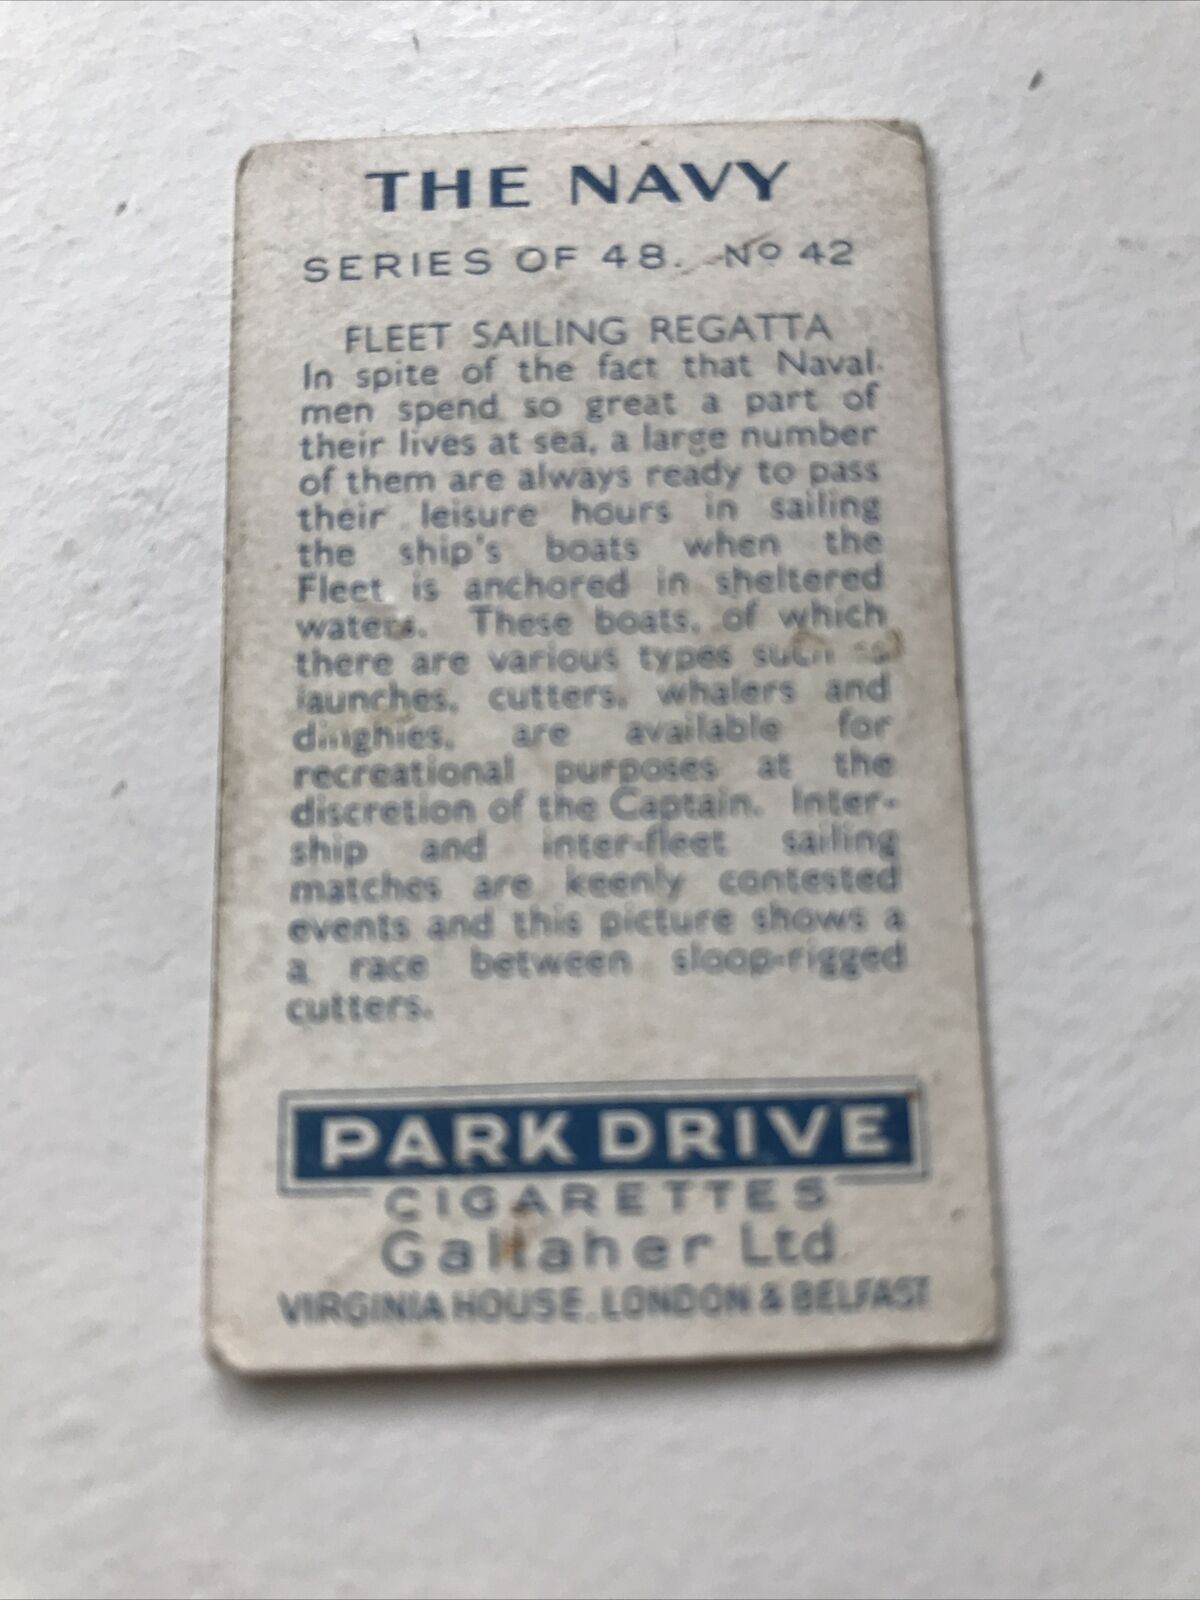 THE NAVY
SERIES OF 48. No 42
FLEET SAILING REGATTA
In spite of the fact that Naval
men spend so great a part of
their lives at sea, a large number
of them are always ready to pass
their leisure hours in sailing
the ship's boats when the
Fleet is anchored in sheltered
waters. These boats, of which
there are various types such as
launches, cutters, whalers and
dinghies, are available for
recreational purposes at the
discretion of the Captain. Inter-
ship and inter-fleet sailing
matches are keenly contested
events and this picture shows a
a race between sloop-rigged
cutters.
PARK DRIVE
CIGARETTES
Gallaher Ltd
VIRGINIA HOUSE, LONDON & BELFAST